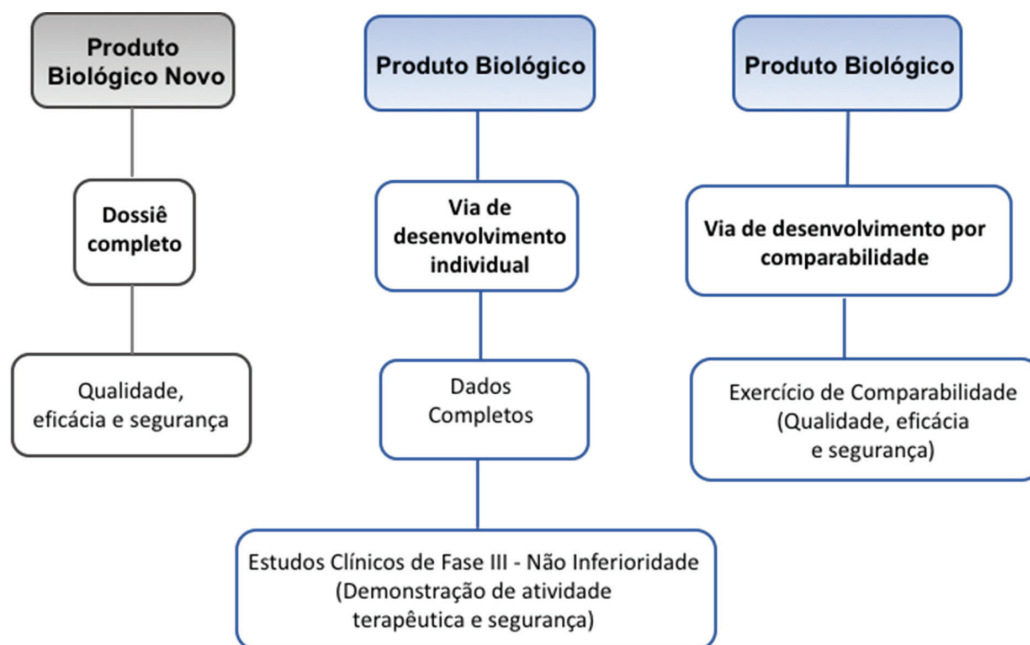 Produto
Biológico Novo
Dossiê
completo
Qualidade,
eficácia e segurança
Produto Biológico
Via de
desenvolvimento
individual
Dados
Completos
Estudos Clínicos de Fase III - Não Inferioridade
(Demonstração de atividade
terapêutica e segurança)
Produto Biológico
Via de desenvolvimento por
comparabilidade
Exercício de Comparabilidade
(Qualidade, eficácia
e segurança)